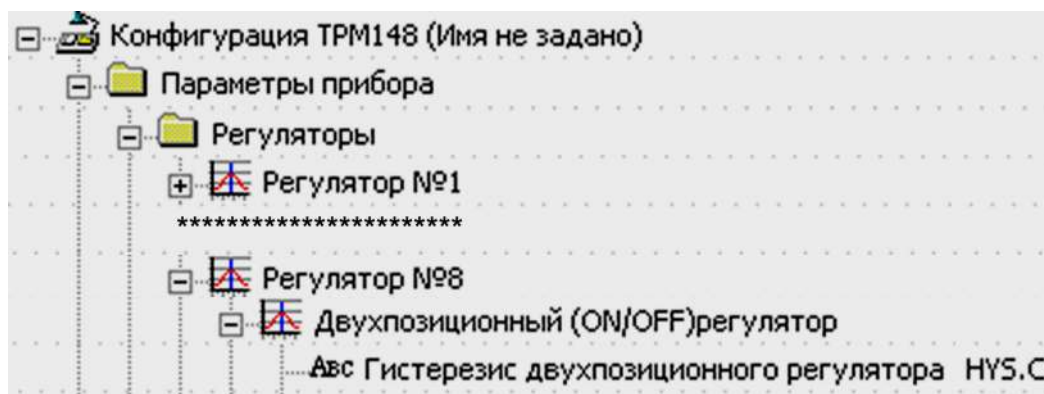 Конфигурация ТРМ148 (Имя не задано)
Параметры прибора
Регуляторы
Регулятор №1
***********************
Регулятор №8
Двухпозиционный (ON/OFF)регулятор
Авс Гистерезис двухпозиционного регулятора HYS.C